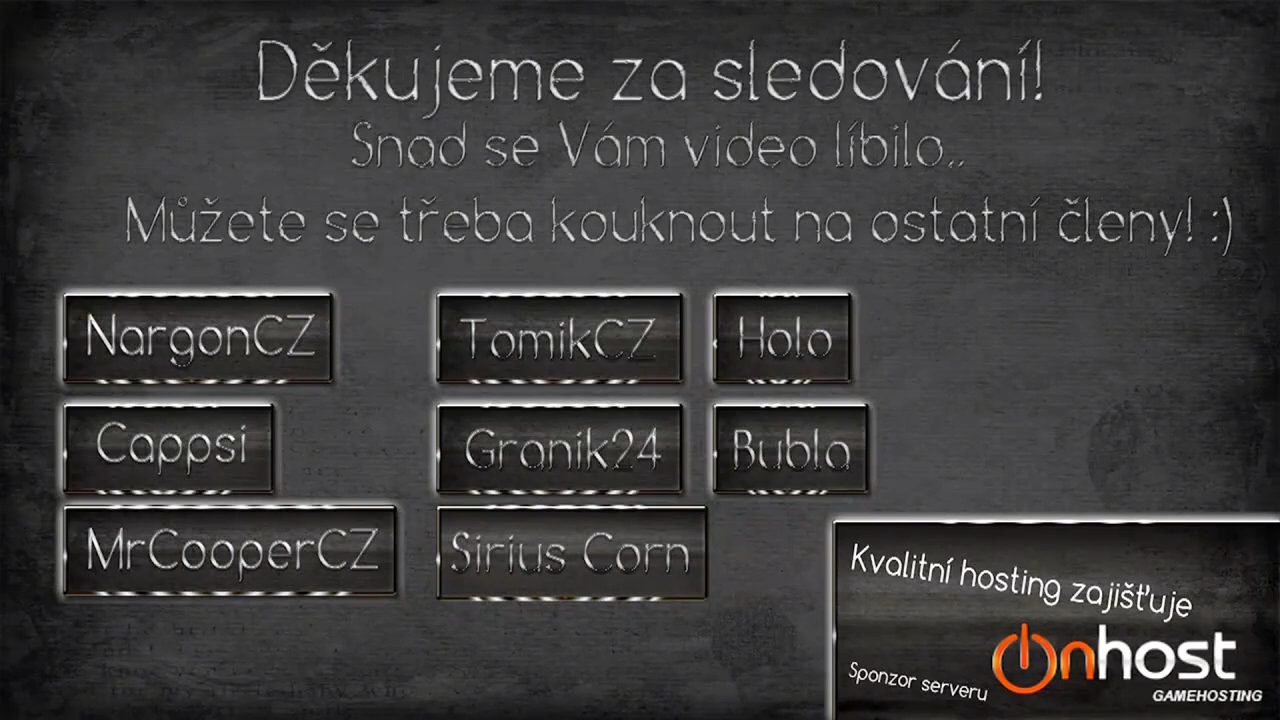 Děkujeme za sledování!
Snad se Vám video líbilo..
Můžete se třeba kouknout na ostatní členy! :)
NargonCZ TomikCZ Holo
Cappsi Granik24 Bubla
MrCooperCZ Sirius Corn
Kvalitní hosting zajišťuje
onhost
GAMEHOSTING
Sponzor serveru